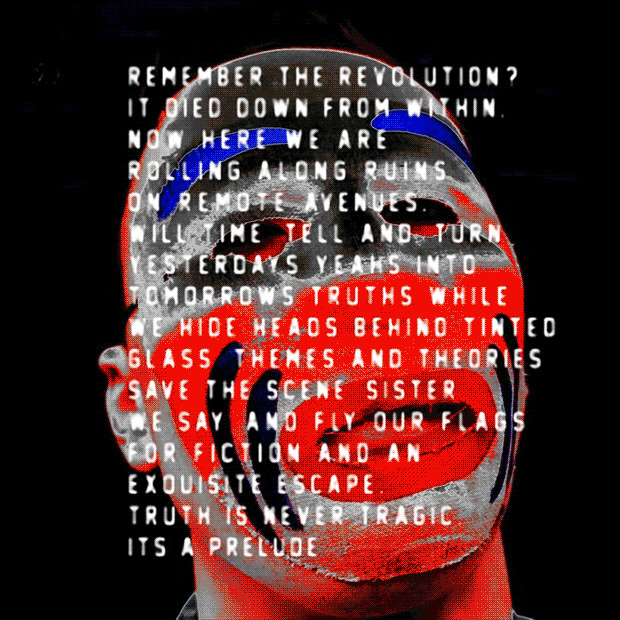 REMEMBER THE REVOLUTION?
IT DIED DOWN FROM WITHIN.
NOW HERE WE ARE
ROLLING ALONG RUINS
ON REMOTE AVENUES.
WILL TIME TELL AND TURN
YESTERDAYS YEAHS INTO
TOMORROWS TRUTHS WHILE
WE HIDE HEADS BEHIND TINTED
GLASS THEMES AND THEORIES
SAVE THE SCENE SISTER
WE SAY AND FLY OUR FLAGS
FOR FICTION AND AN
EXQUISITE ESCAPE.
TRUTH IS NEVER TRAGIC
ITS A PRELUDE